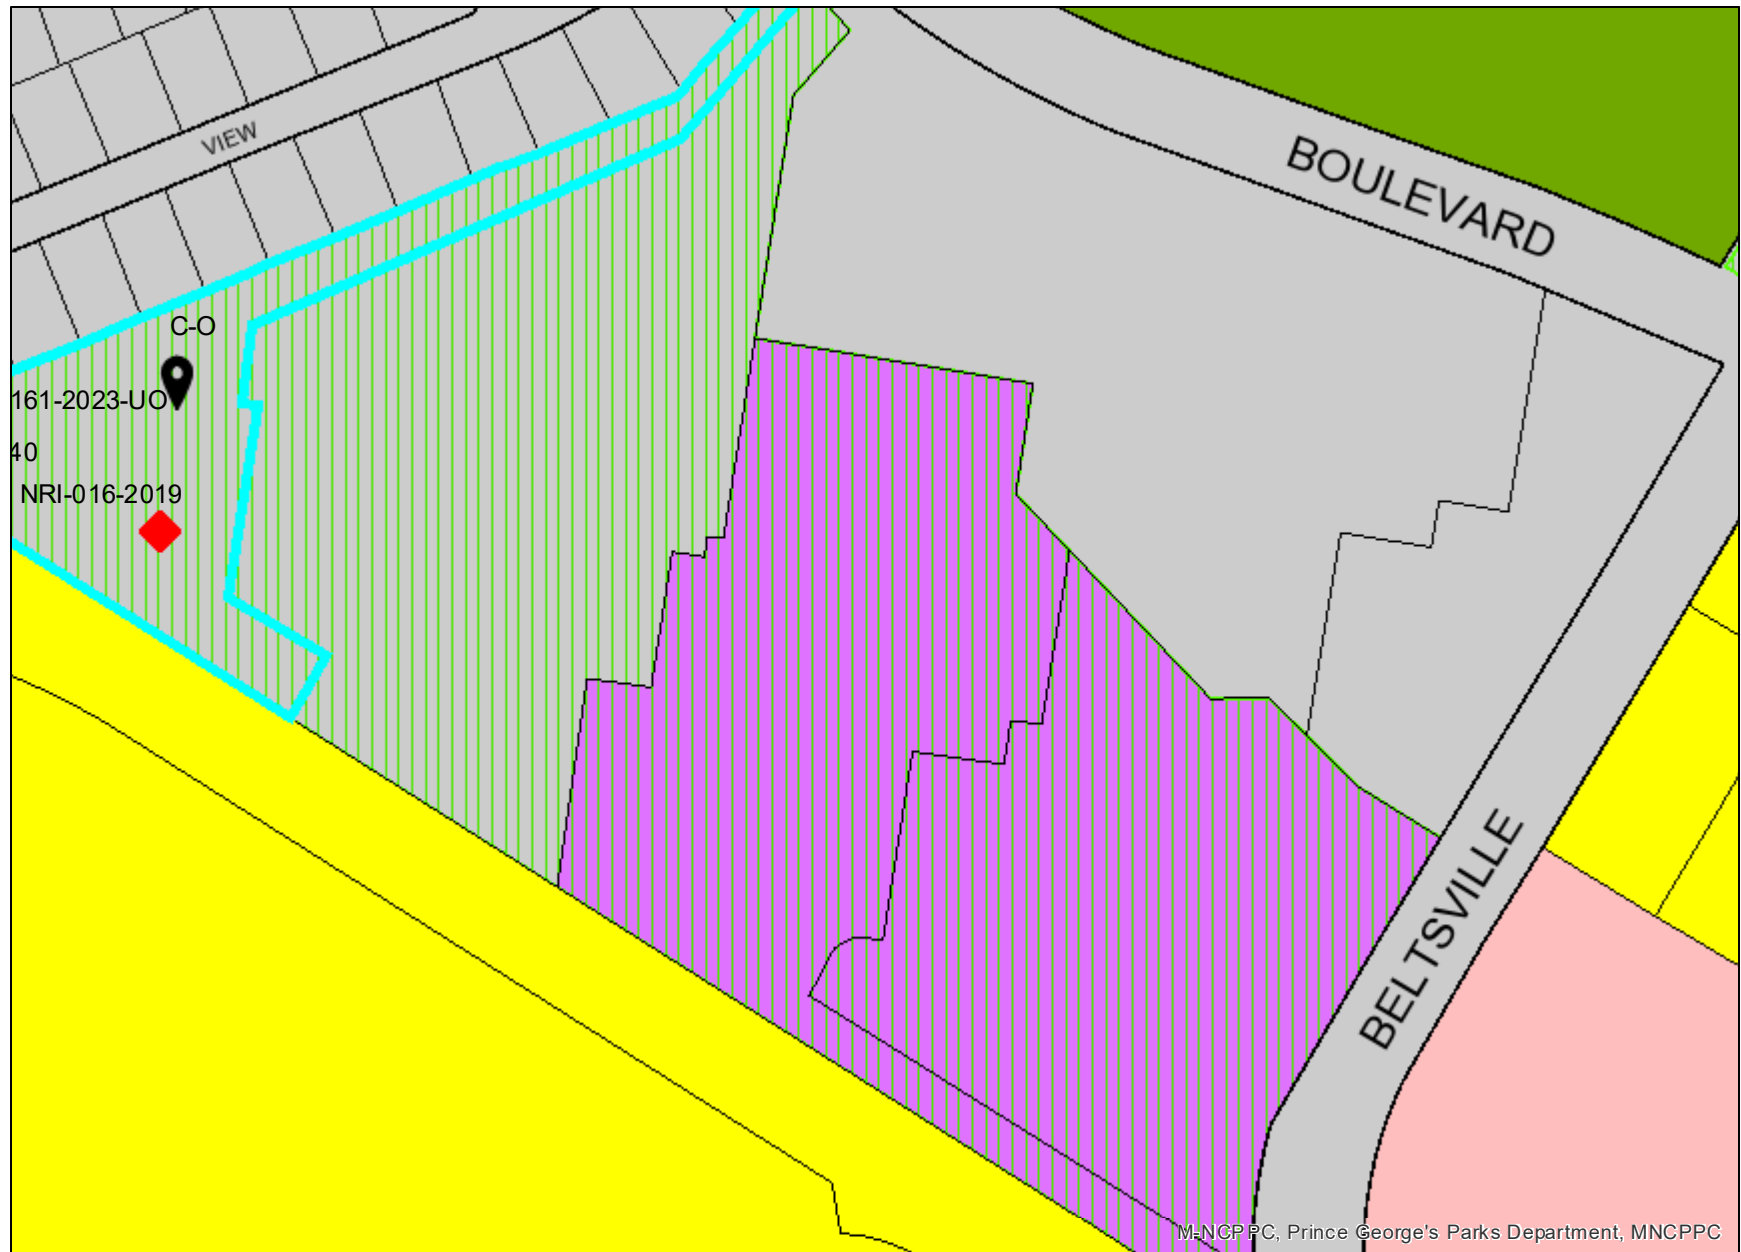 VIEW
BOULEVARD
C-O
161-2023-UO
40
NRI-016-2019
BELTSVILLE
M-NCPPC, Prince George's Parks Department, MNCPPC